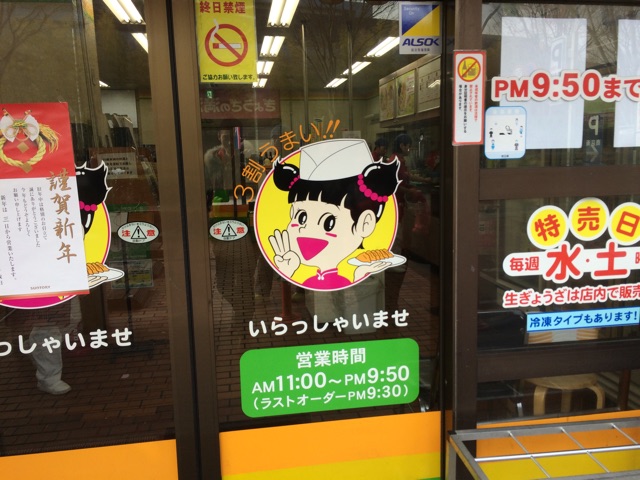 終日禁煙
ご協力お願い致します
ALSOK
PM9:50まで
謹賀新年
3割うまい!!
注意
注意
特売日
毎週 水・土 曜
生ぎょうざは店内で販売
冷凍タイプもあります!
っしゃいませ
いらっしゃいませ
営業時間
AM11:00～PM9:50
(ラストオーダーPM9:30)